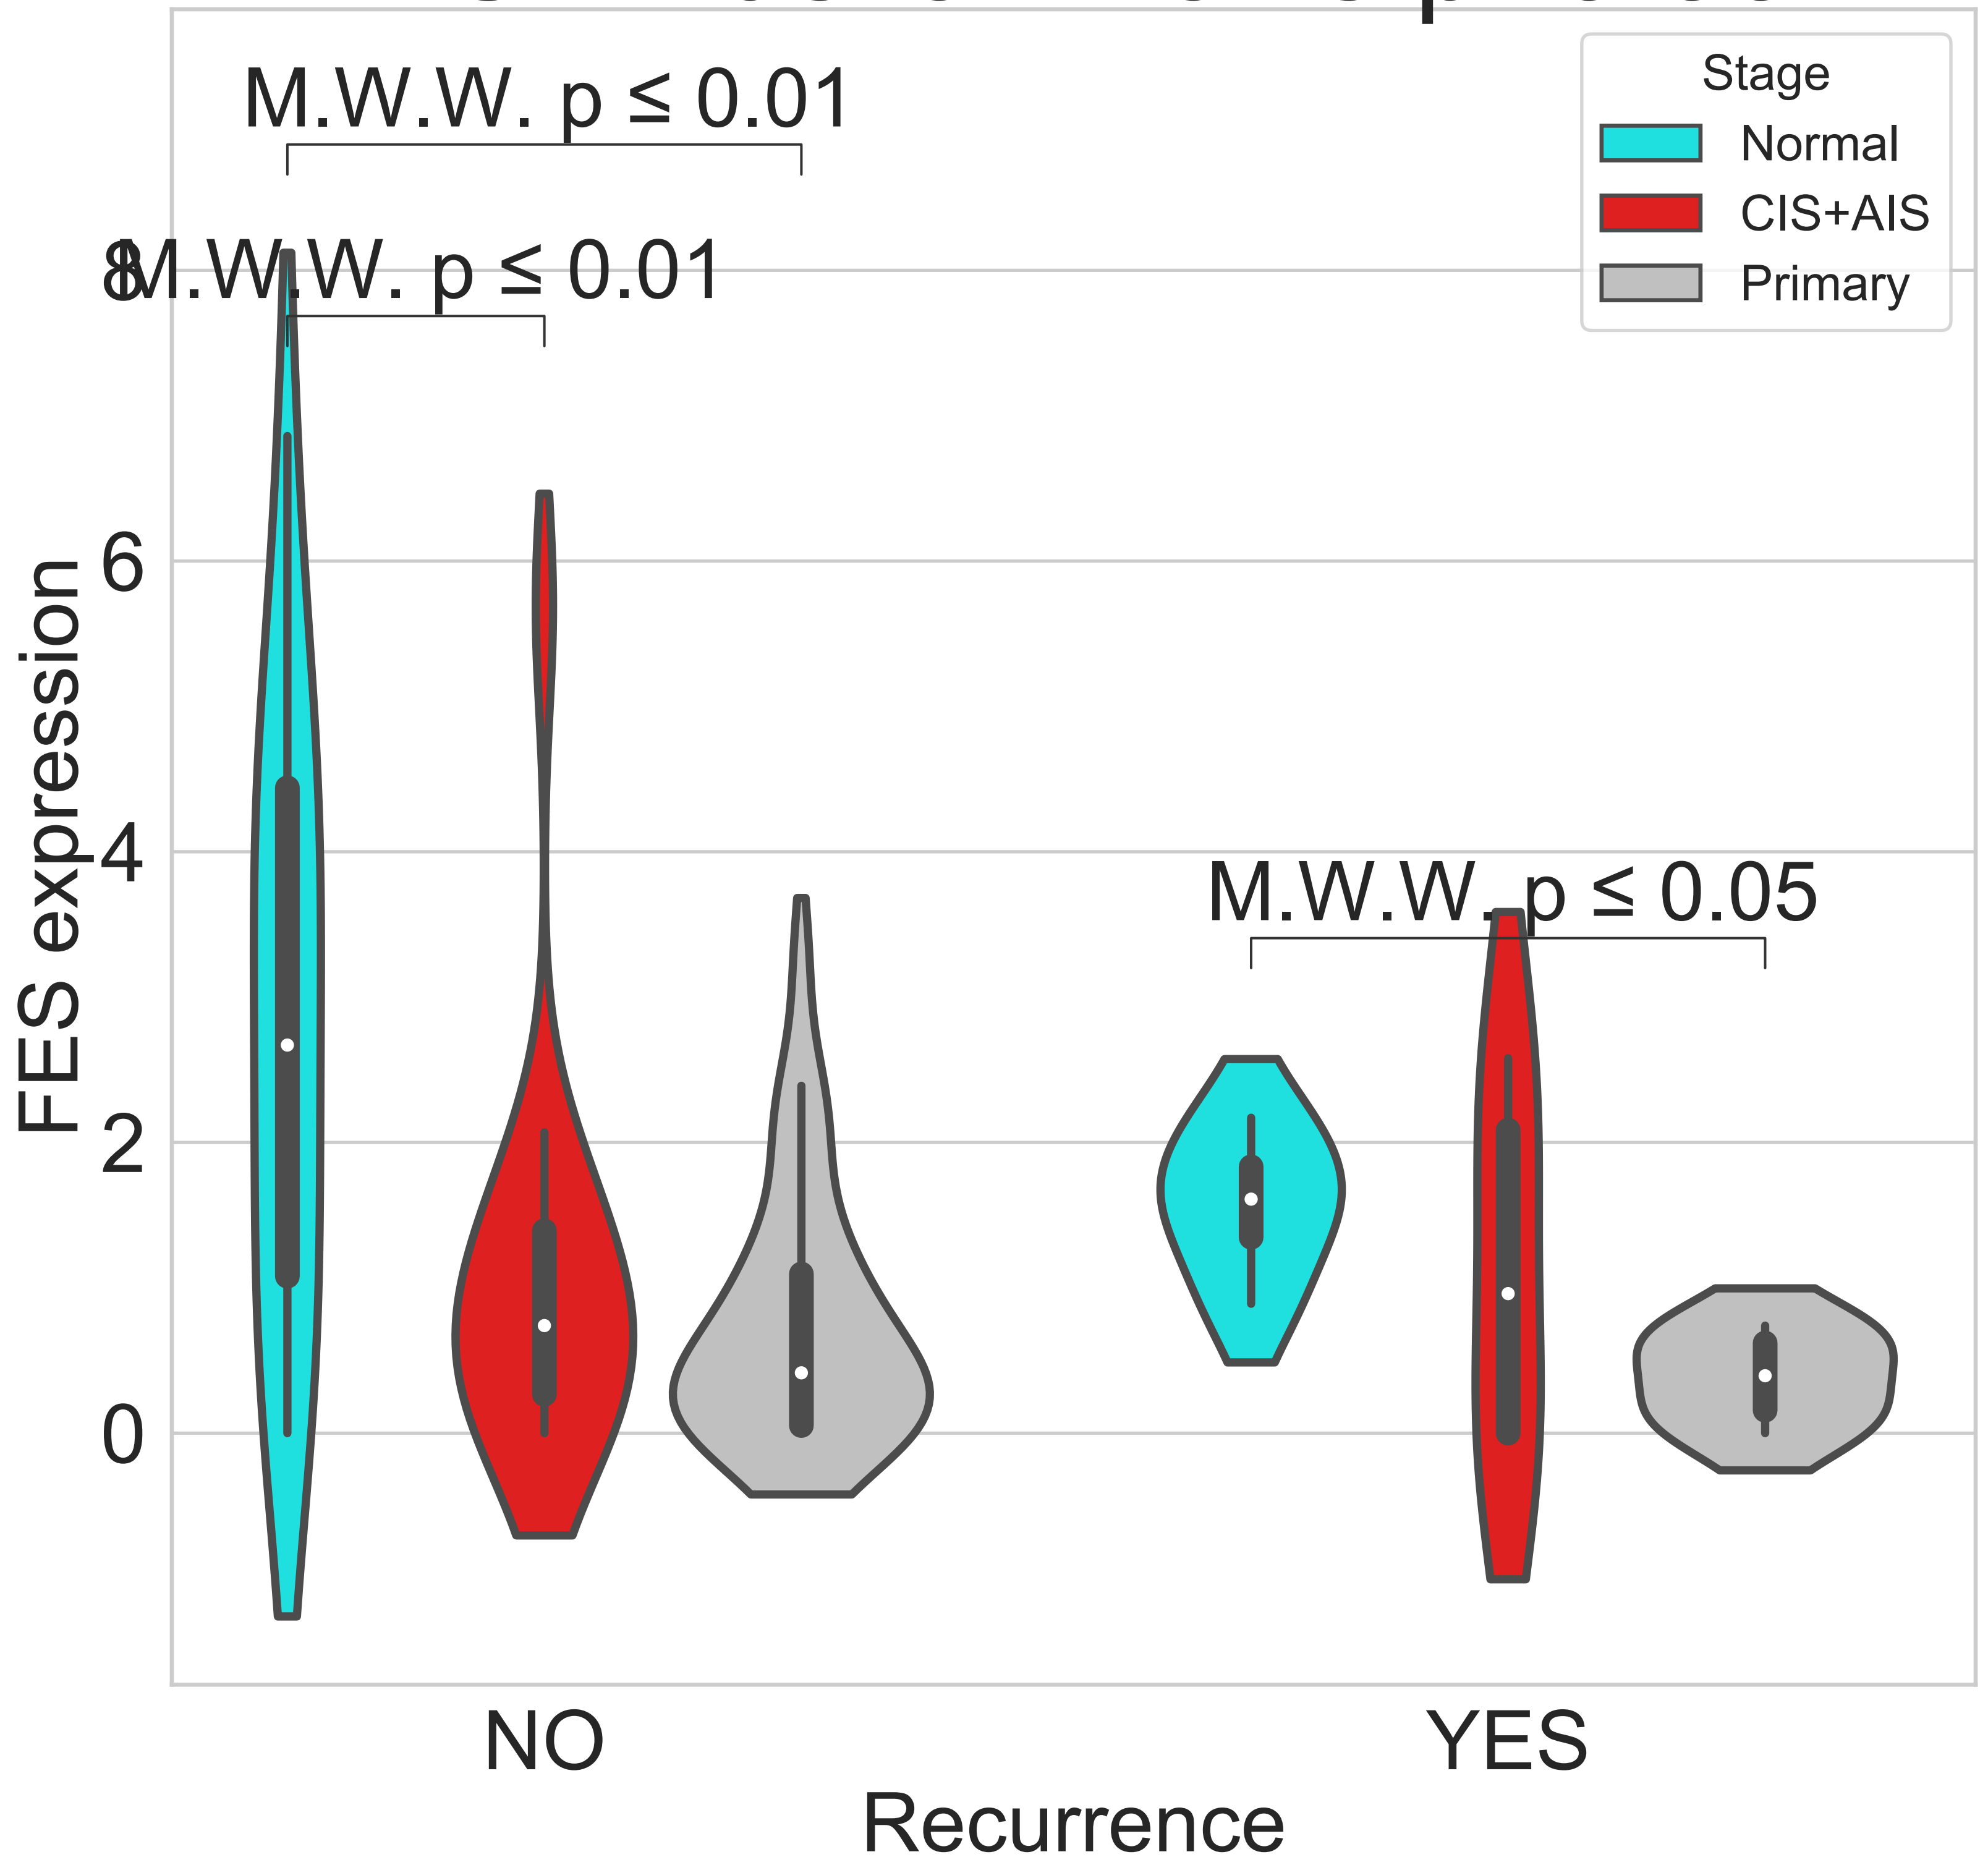 M.W.W. p ≤ 0.01
Stage
Normal
CIS+AIS
Primary
8
M.W.W. p ≤ 0.01
6
4
M.W.W. p ≤ 0.05
2
0
FES expression
NO
YES
Recurrence